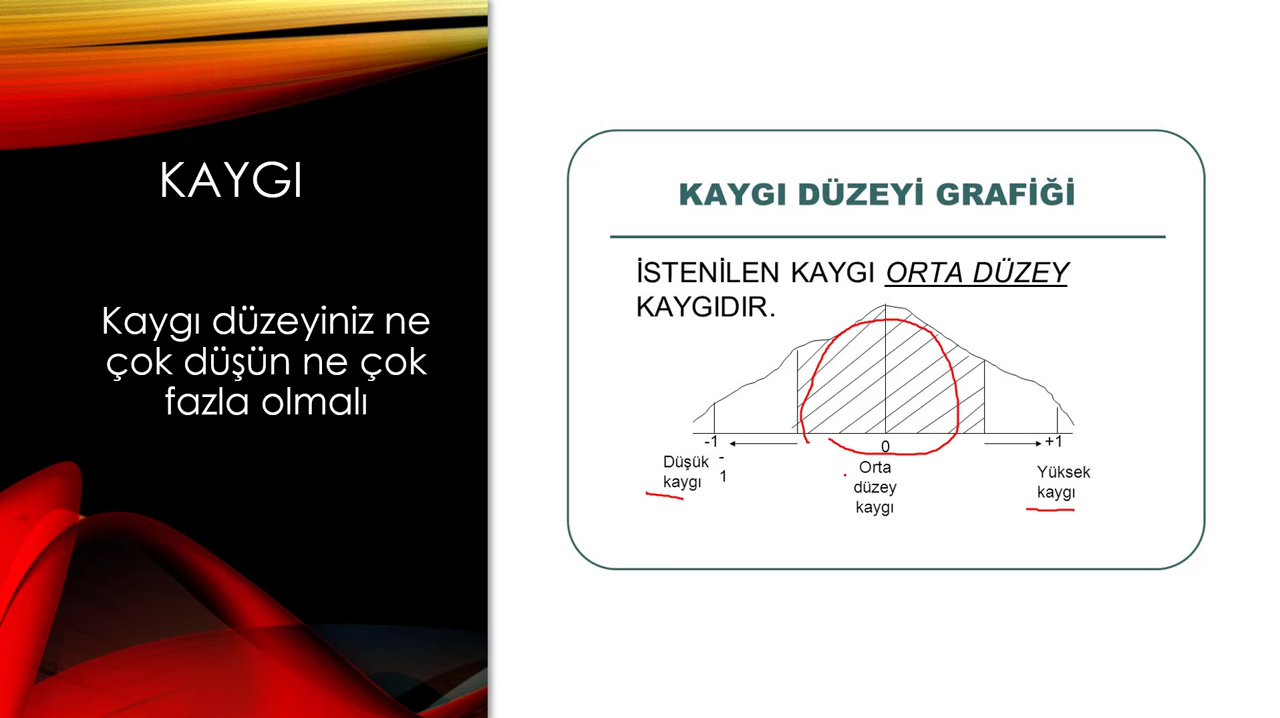 KAYGI
Kaygı düzeyiniz ne
çok düşün ne çok
fazla olmalı
KAYGI DÜZEYİ GRAFİĞİ
İSTENİLEN KAYGI ORTA DÜZEY
KAYGIDIR.
-1
0
+1
Düşük
kaygı
-
1
Orta
düzey
kaygı
Yüksek
kaygı